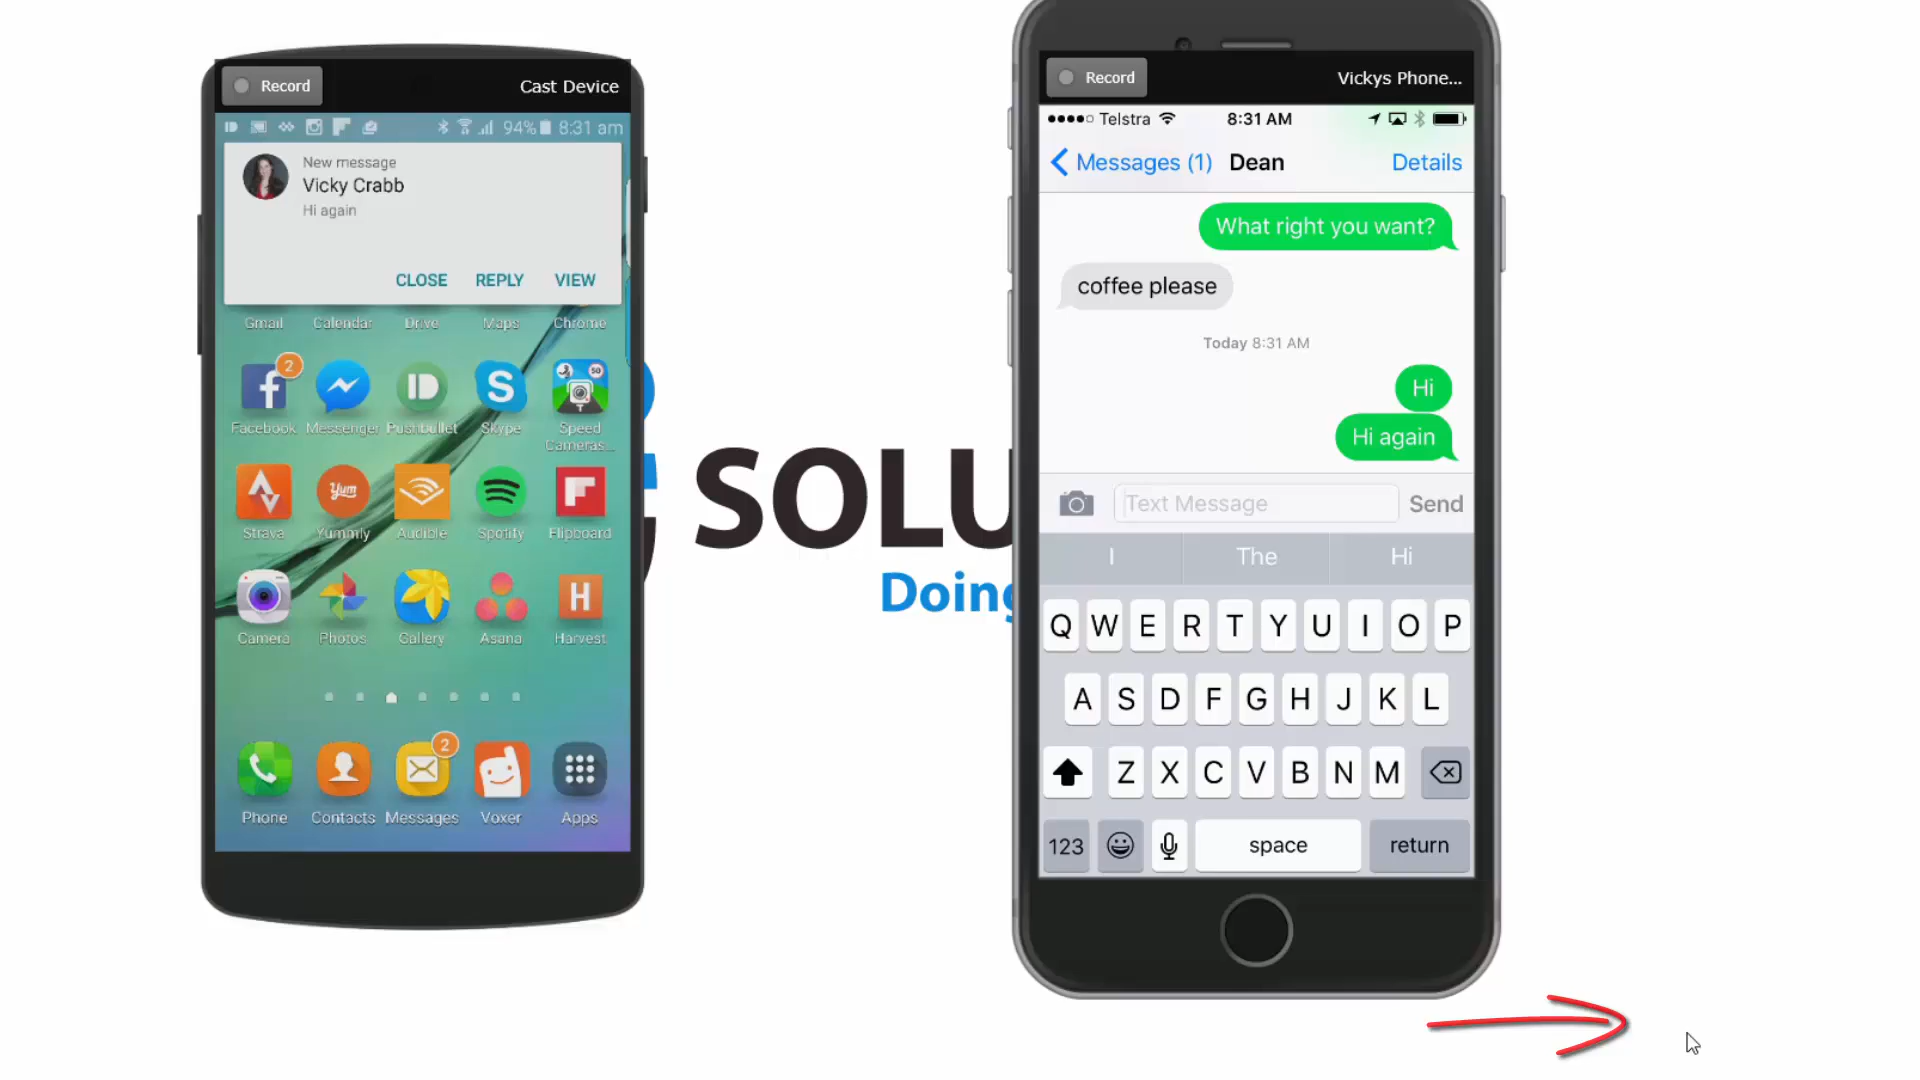 Record
Cast Device
94% 8:31 am
New message
Vicky Crabb
Hi again
CLOSE REPLY VIEW
Gmail Calendar Drive Maps Chrome
2
Facebook Messenger Pushbullet Skype Speed Cameras...
50
Yum
Strava Yummly Audible Spotify Flipboard
H
Camera Photos Gallery Asana Harvest
2
Phone Contacts Messages Voxer Apps
SOLU
Doing
Record
Vickys Phone...
Telstra 8:31 AM
Messages (1) Dean Details
What right you want?
coffee please
Today 8:31 AM
Hi
Hi again
Text Message Send
I The Hi
Q W E R T Y U I O P
A S D F G H J K L
Z X C V B N M
123 space return